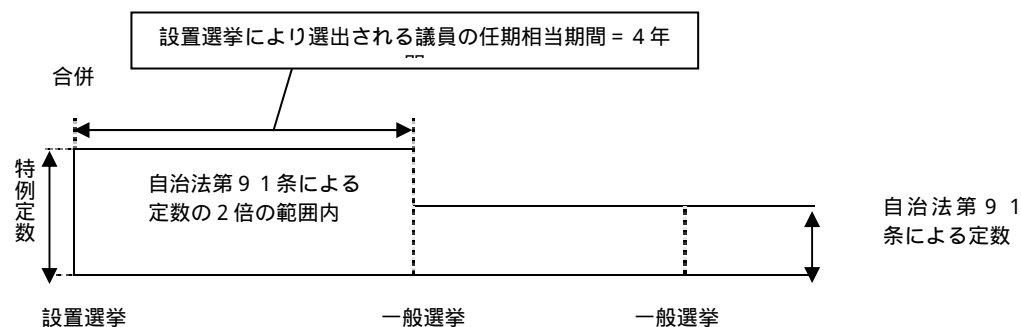 設置選挙により選出される議員の任期相当期間=4年
合併
特例定数
自治法第91条による
定数の2倍の範囲内
自治法第91
条による定数
設置選挙
一般選挙
一般選挙